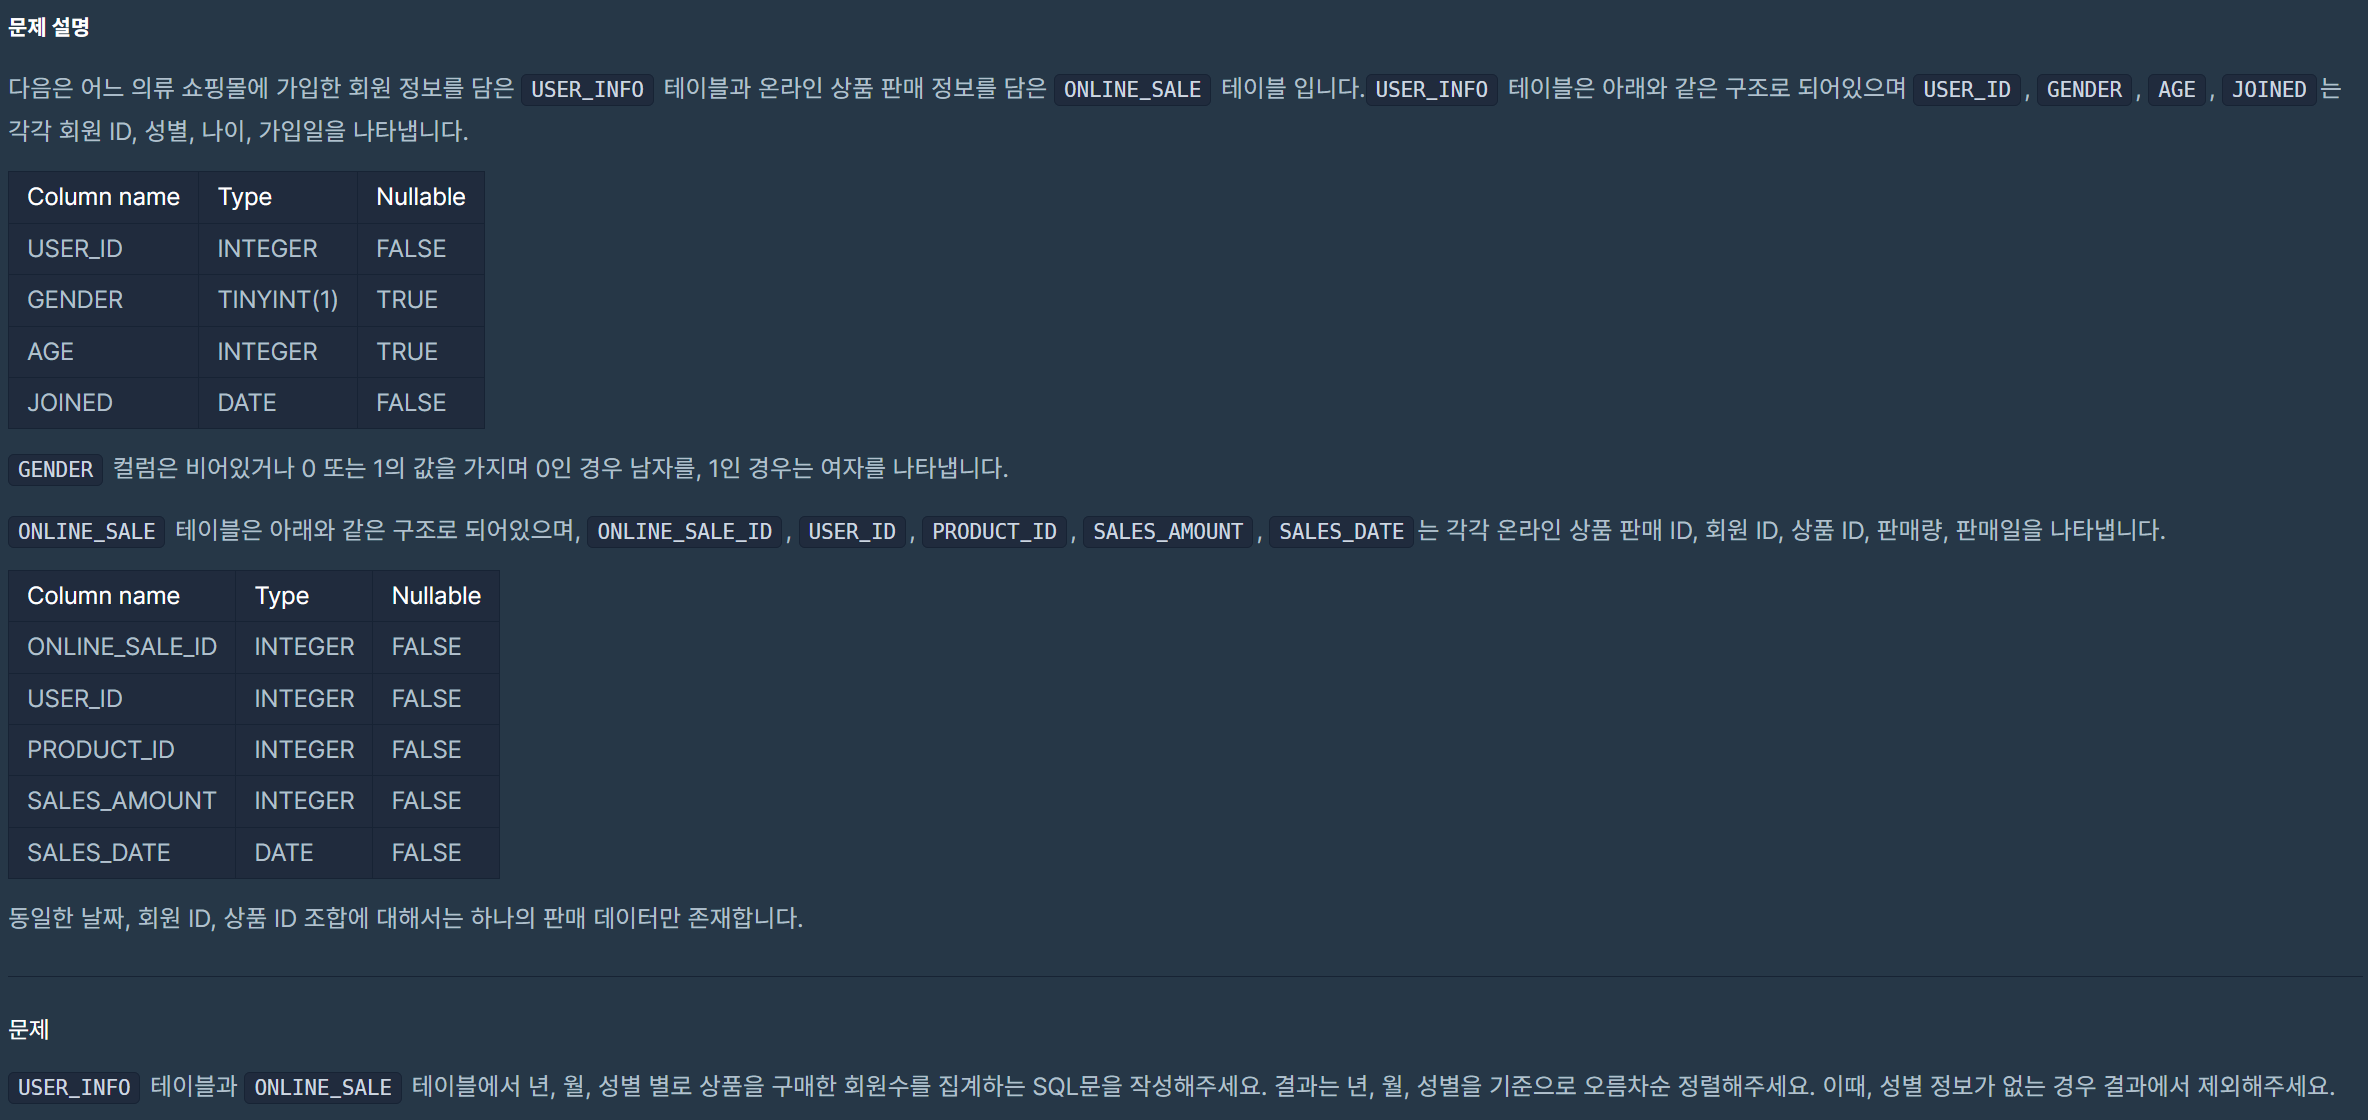 문제 설명
다음은 어느 의류 쇼핑몰에 가입한 회원 정보를 담은 USER_INFO 테이블과 온라인 상품 판매 정보를 담은 ONLINE_SALE 테이블 입니다.USER_INFO 테이블은 아래와 같은 구조로 되어있으며 USER_ID, GENDER, AGE, JOINED는
각각 회원 ID, 성별, 나이, 가입일을 나타냅니다.
Column name Type Nullable
USER_ID INTEGER FALSE
GENDER TINYINT(1) TRUE
AGE INTEGER TRUE
JOINED DATE FALSE
GENDER 컬럼은 비어있거나 0 또는 1의 값을 가지며 0인 경우 남자를, 1인 경우는 여자를 나타냅니다.
ONLINE_SALE 테이블은 아래와 같은 구조로 되어있으며, ONLINE_SALE_ID, USER_ID, PRODUCT_ID, SALES_AMOUNT, SALES_DATE는 각각 온라인 상품 판매 ID, 회원 ID, 상품 ID, 판매량, 판매일을 나타냅니다.
Column name Type Nullable
ONLINE_SALE_ID INTEGER FALSE
USER_ID INTEGER FALSE
PRODUCT_ID INTEGER FALSE
SALES_AMOUNT INTEGER FALSE
SALES_DATE DATE FALSE
동일한 날짜, 회원 ID, 상품 ID 조합에 대해서는 하나의 판매 데이터만 존재합니다.
문제
USER_INFO 테이블과 ONLINE_SALE 테이블에서 년, 월, 성별 별로 상품을 구매한 회원수를 집계하는 SQL문을 작성해주세요. 결과는 년, 월, 성별을 기준으로 오름차순 정렬해주세요. 이때, 성별 정보가 없는 경우 결과에서 제외해주세요.